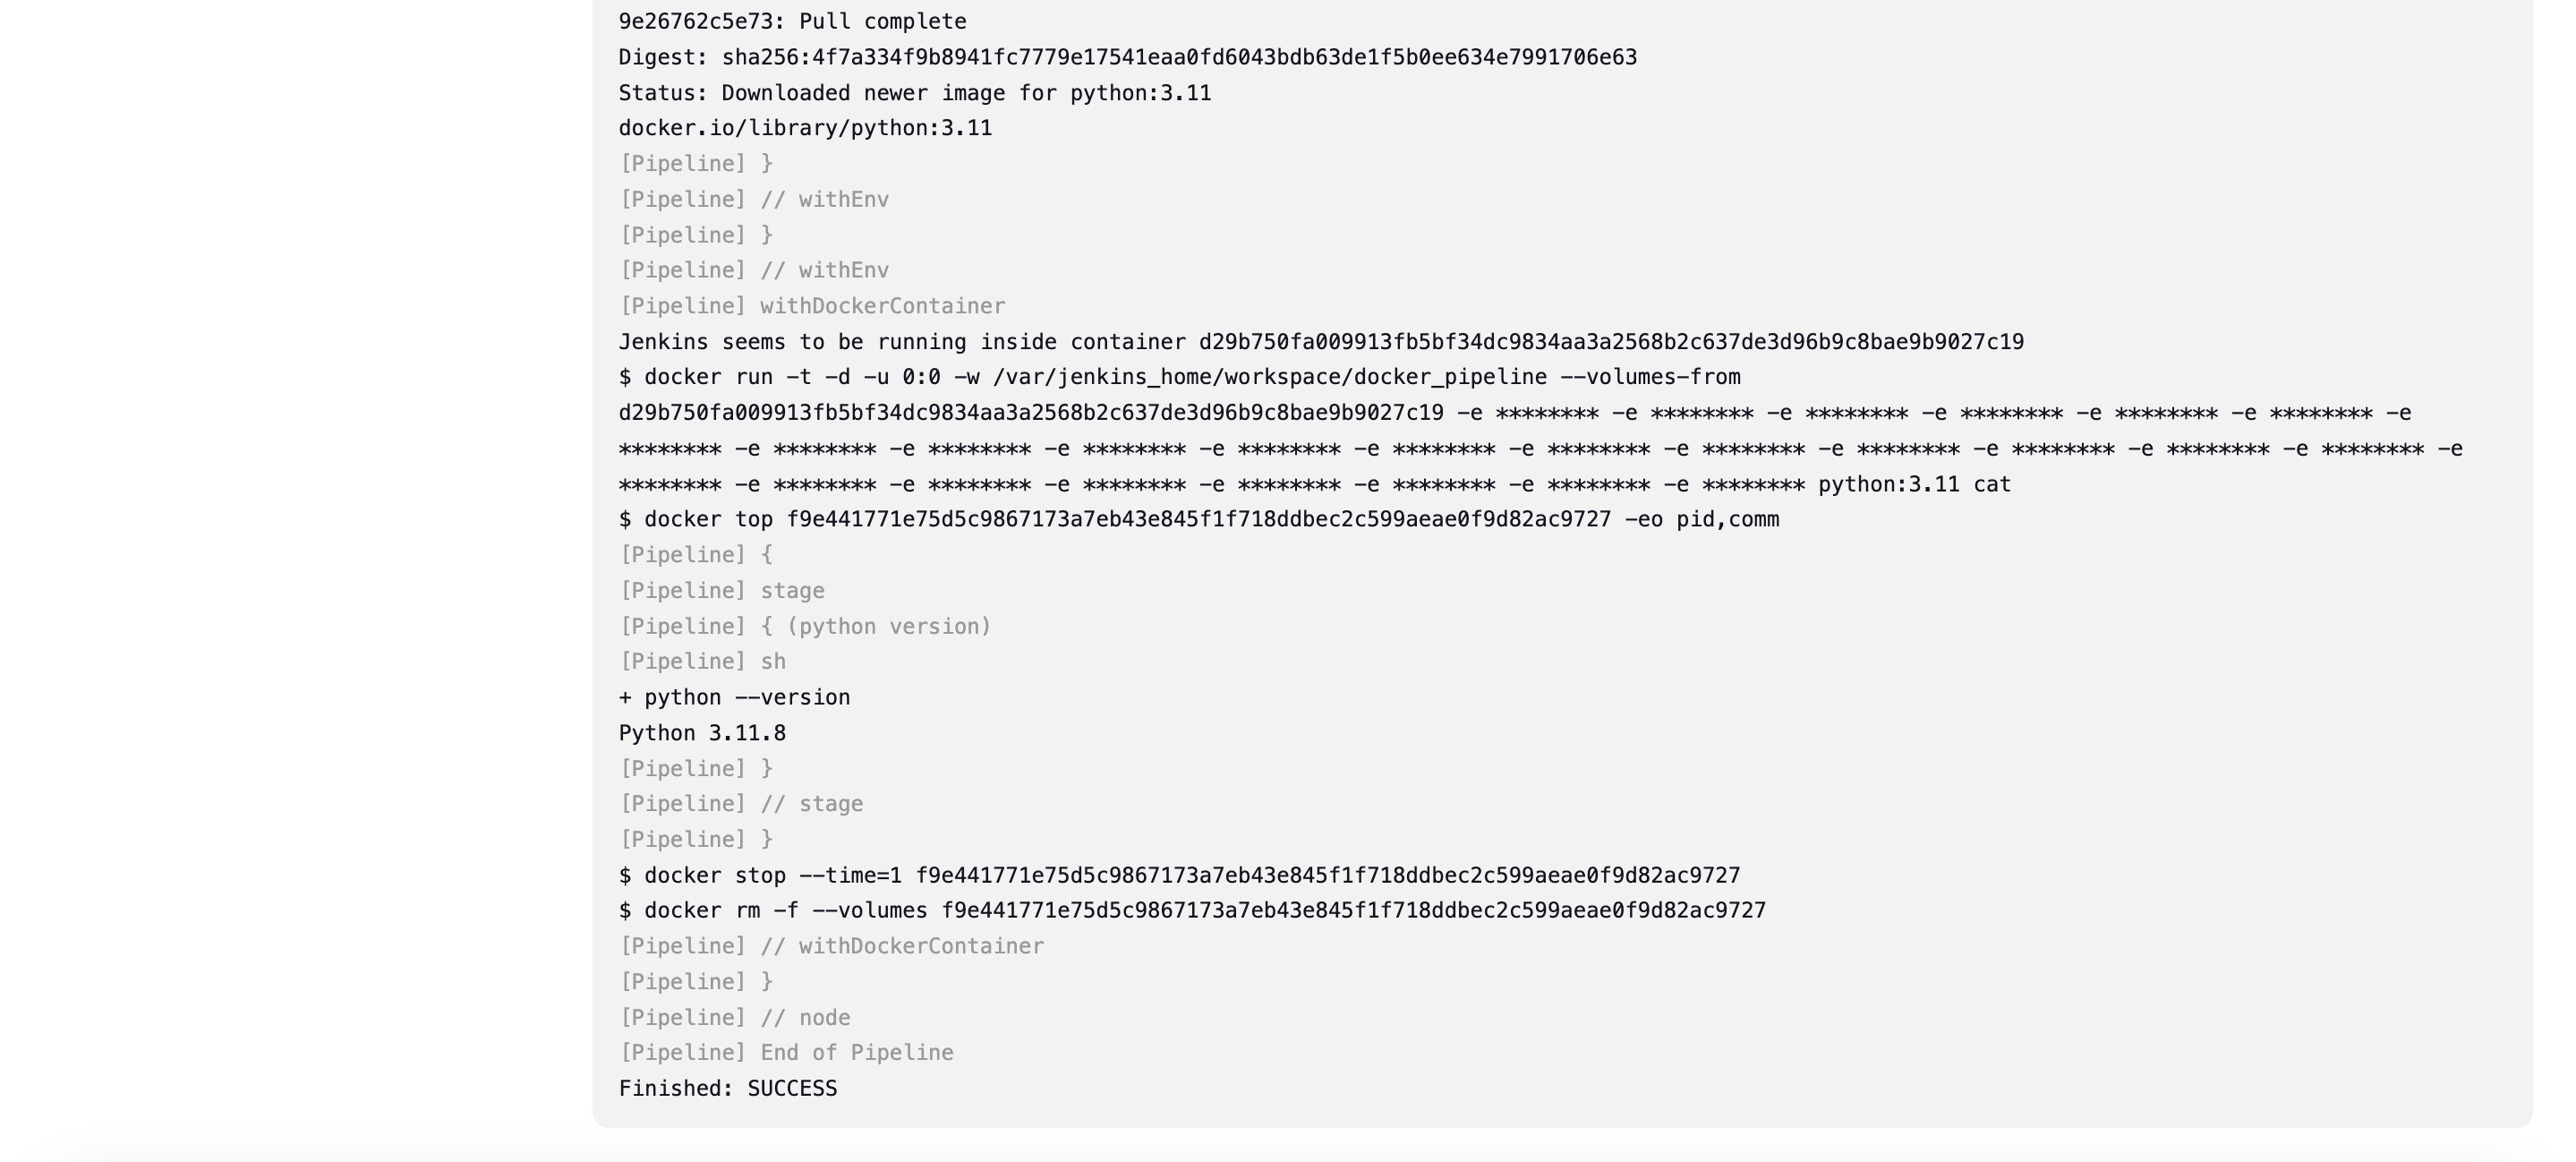 9e26762c5e73: Pull complete
Digest: sha256:4f7a334f9b8941fc7779e17541eaa0fd6043bdb63de1f5b0ee634e7991706e63
Status: Downloaded newer image for python:3.11
docker.io/library/python:3.11
[Pipeline] }
[Pipeline] // withEnv
[Pipeline] }
[Pipeline] // withEnv
[Pipeline] withDockerContainer
Jenkins seems to be running inside container d29b750fa009913fb5bf34dc9834aa3a2568b2c637de3d96b9c8bae9b9027c19
$ docker run -t -d -u 0:0 -w /var/jenkins_home/workspace/docker_pipeline --volumes-from
d29b750fa009913fb5bf34dc9834aa3a2568b2c637de3d96b9c8bae9b9027c19 -e ******** -e ******** -e ******** -e ******** -e ******** -e ******** -e
******** -e ******** -e ******** -e ******** -e ******** -e ******** -e ******** -e ******** -e ******** -e ******** -e ******** -e ******** -e
******** -e ******** -e ******** -e ******** -e ******** -e ******** -e ******** -e ******** python:3.11 cat
$ docker top f9e441771e75d5c9867173a7eb43e845f1f718ddbec2c599aeae0f9d82ac9727 -eo pid,comm
[Pipeline] {
[Pipeline] stage
[Pipeline] { (python version)
[Pipeline] sh
+ python --version
Python 3.11.8
[Pipeline] }
[Pipeline] // stage
[Pipeline] }
$ docker stop --time=1 f9e441771e75d5c9867173a7eb43e845f1f718ddbec2c599aeae0f9d82ac9727
$ docker rm -f --volumes f9e441771e75d5c9867173a7eb43e845f1f718ddbec2c599aeae0f9d82ac9727
[Pipeline] // withDockerContainer
[Pipeline] }
[Pipeline] // node
[Pipeline] End of Pipeline
Finished: SUCCESS